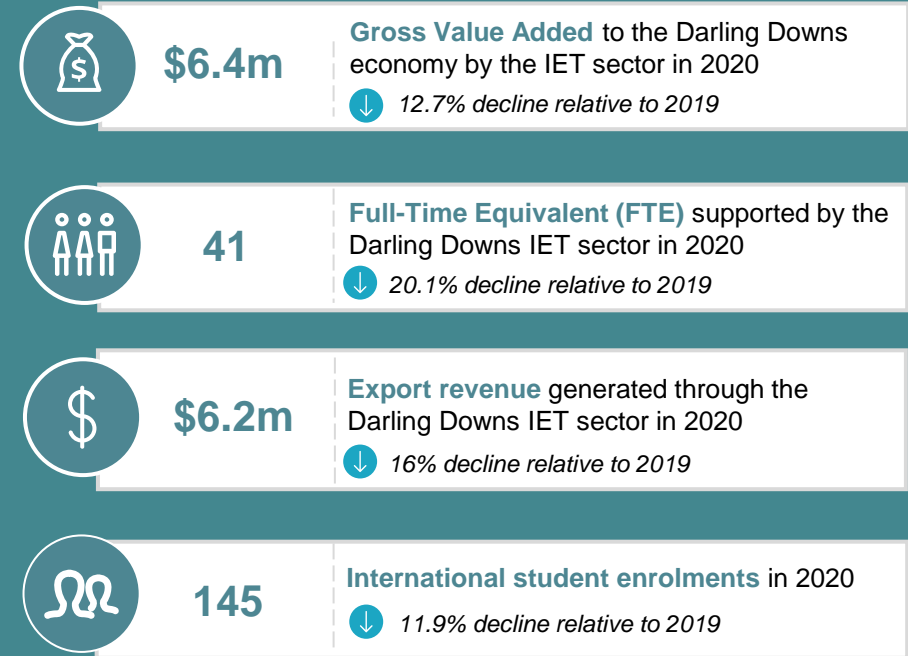 $6.4m
Gross Value Added to the Darling Downs
economy by the IET sector in 2020
12.7% decline relative to 2019
41
Full-Time Equivalent (FTE) supported by the
Darling Downs IET sector in 2020
20.1% decline relative to 2019
$6.2m
Export revenue generated through the
Darling Downs IET sector in 2020
16% decline relative to 2019
145
International student enrolments in 2020
11.9% decline relative to 2019